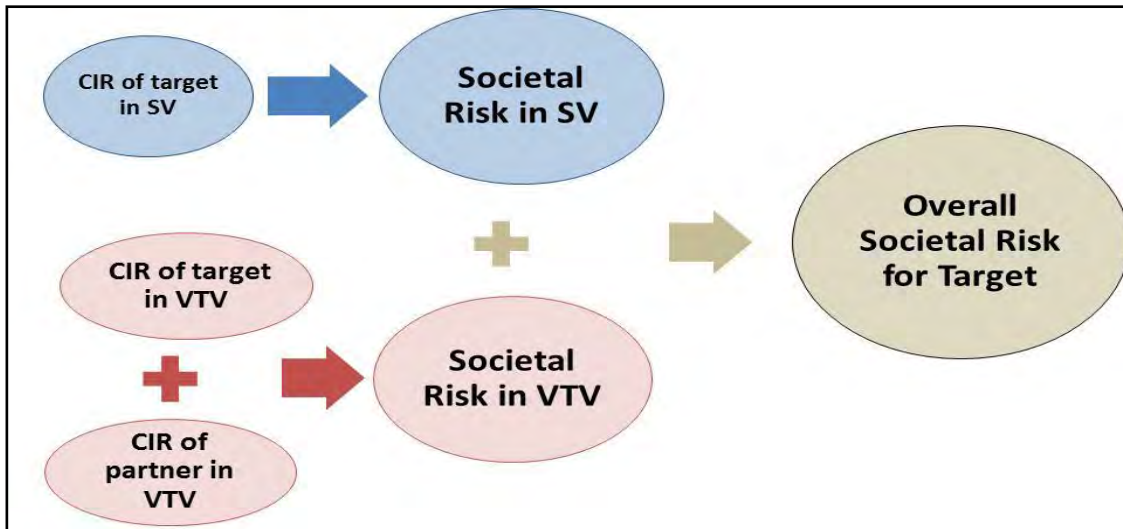 CIR of target
in SV
Societal
Risk in SV
Overall
Societal Risk
for Target
CIR of target
in VTV
Societal
Risk in VTV
CIR of
partner in
VTV